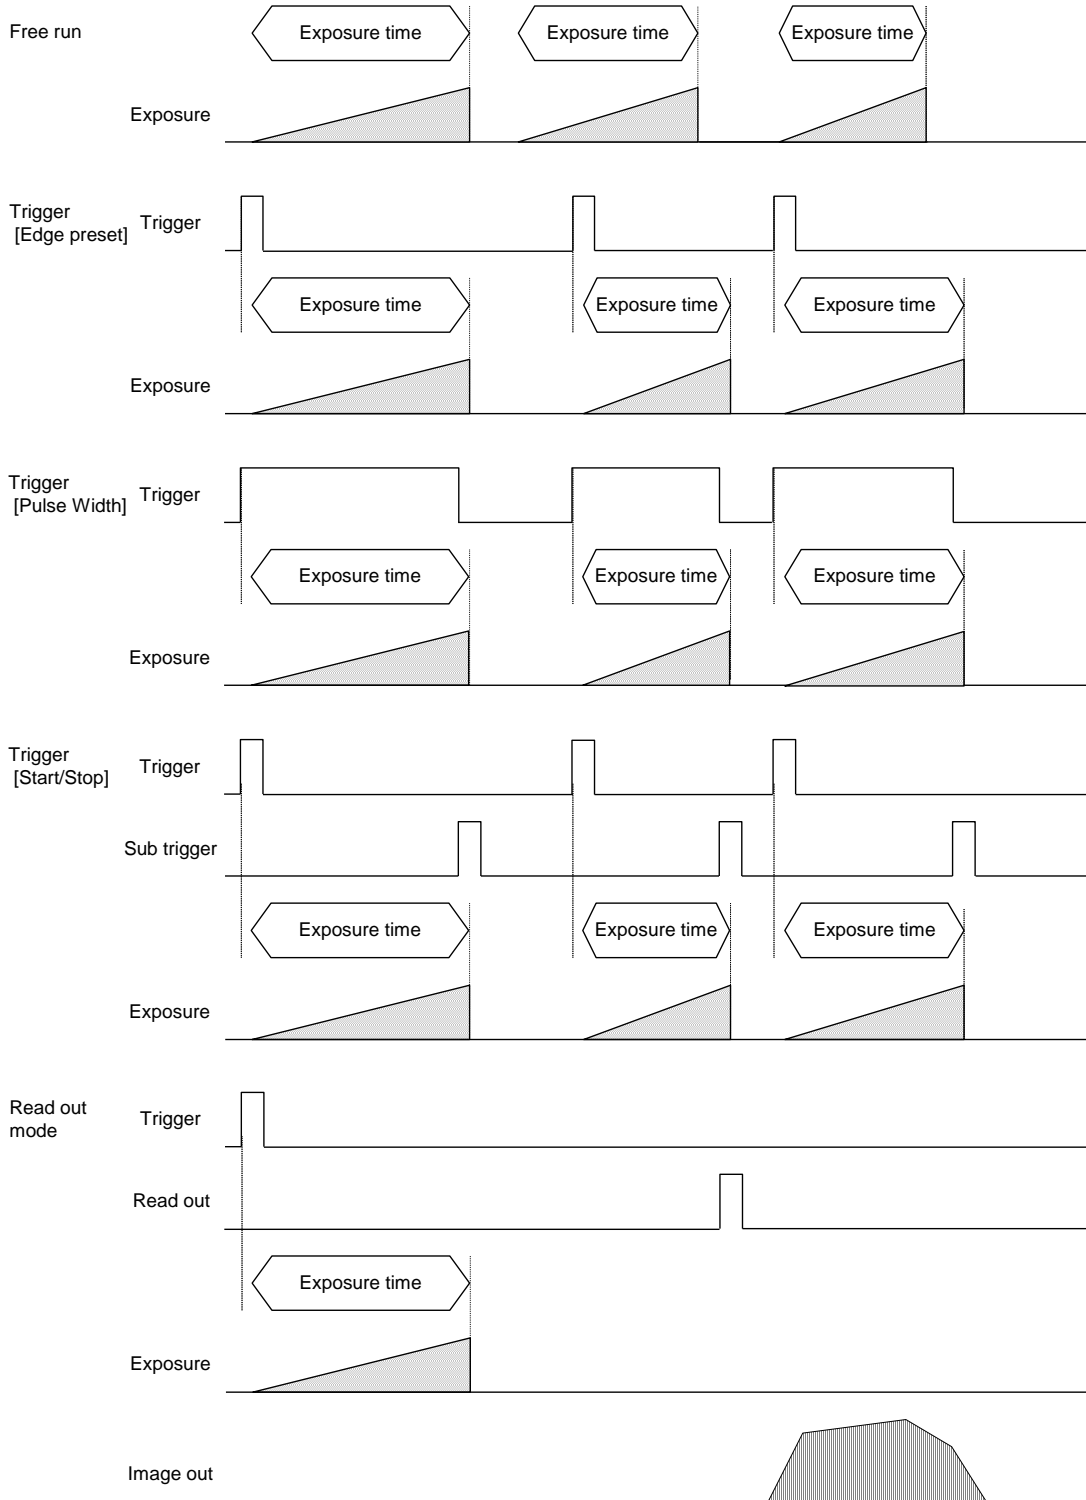 Free run
Exposure time Exposure time Exposure time
Exposure
Trigger
[Edge preset]
Trigger
Exposure time Exposure time Exposure time
Exposure
Trigger
[Pulse Width]
Trigger
Exposure time Exposure time Exposure time
Exposure
Trigger
[Start/Stop]
Trigger
Sub trigger
Exposure time Exposure time Exposure time
Exposure
Read out
mode
Trigger
Read out
Exposure time
Exposure
Image out